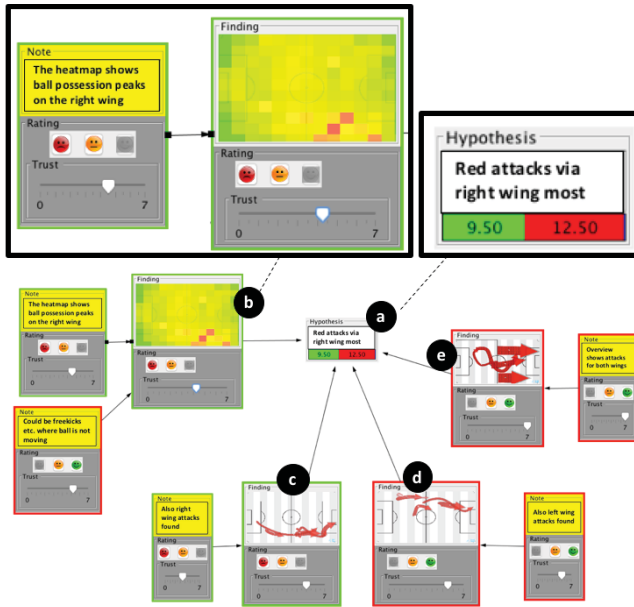 Note
The heatmap shows
ball possession peaks
on the right wing
Rating
Trust
0 7
Finding
Rating
Trust
0 7
Hypothesis
Red attacks via
right wing most
9.50 12.50
b
a
Note
The heatmap shows
ball possession peaks
on the right wing
Rating
Trust
0 7
Finding
Rating
Trust
0 7
Hypothesis
Red attacks via
right wing most
9.50 12.50
e
Finding
Rating
Trust
0 7
Note
Overview
shows attacks
for both wings
Rating
Trust
0 7
Note
Could be freekicks
etc. where ball is not
moving
Rating
Trust
0 7
c
d
Note
Also right
wing attacks
found
Rating
Trust
0 7
Finding
Rating
Trust
0 7
Finding
Rating
Trust
0 7
Note
Also left wing
attacks found
Rating
Trust
0 7